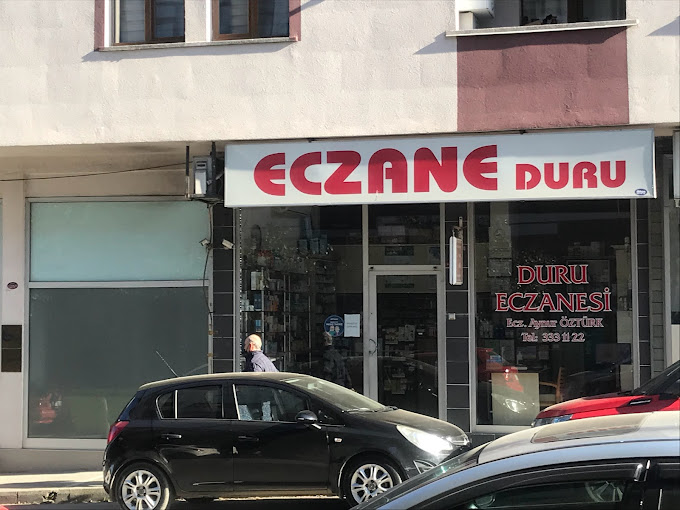 ECZANE DURU
DURU
ECZANESİ
Ecz. Aynur ÖZTÜRK
Tel: 333 11 22